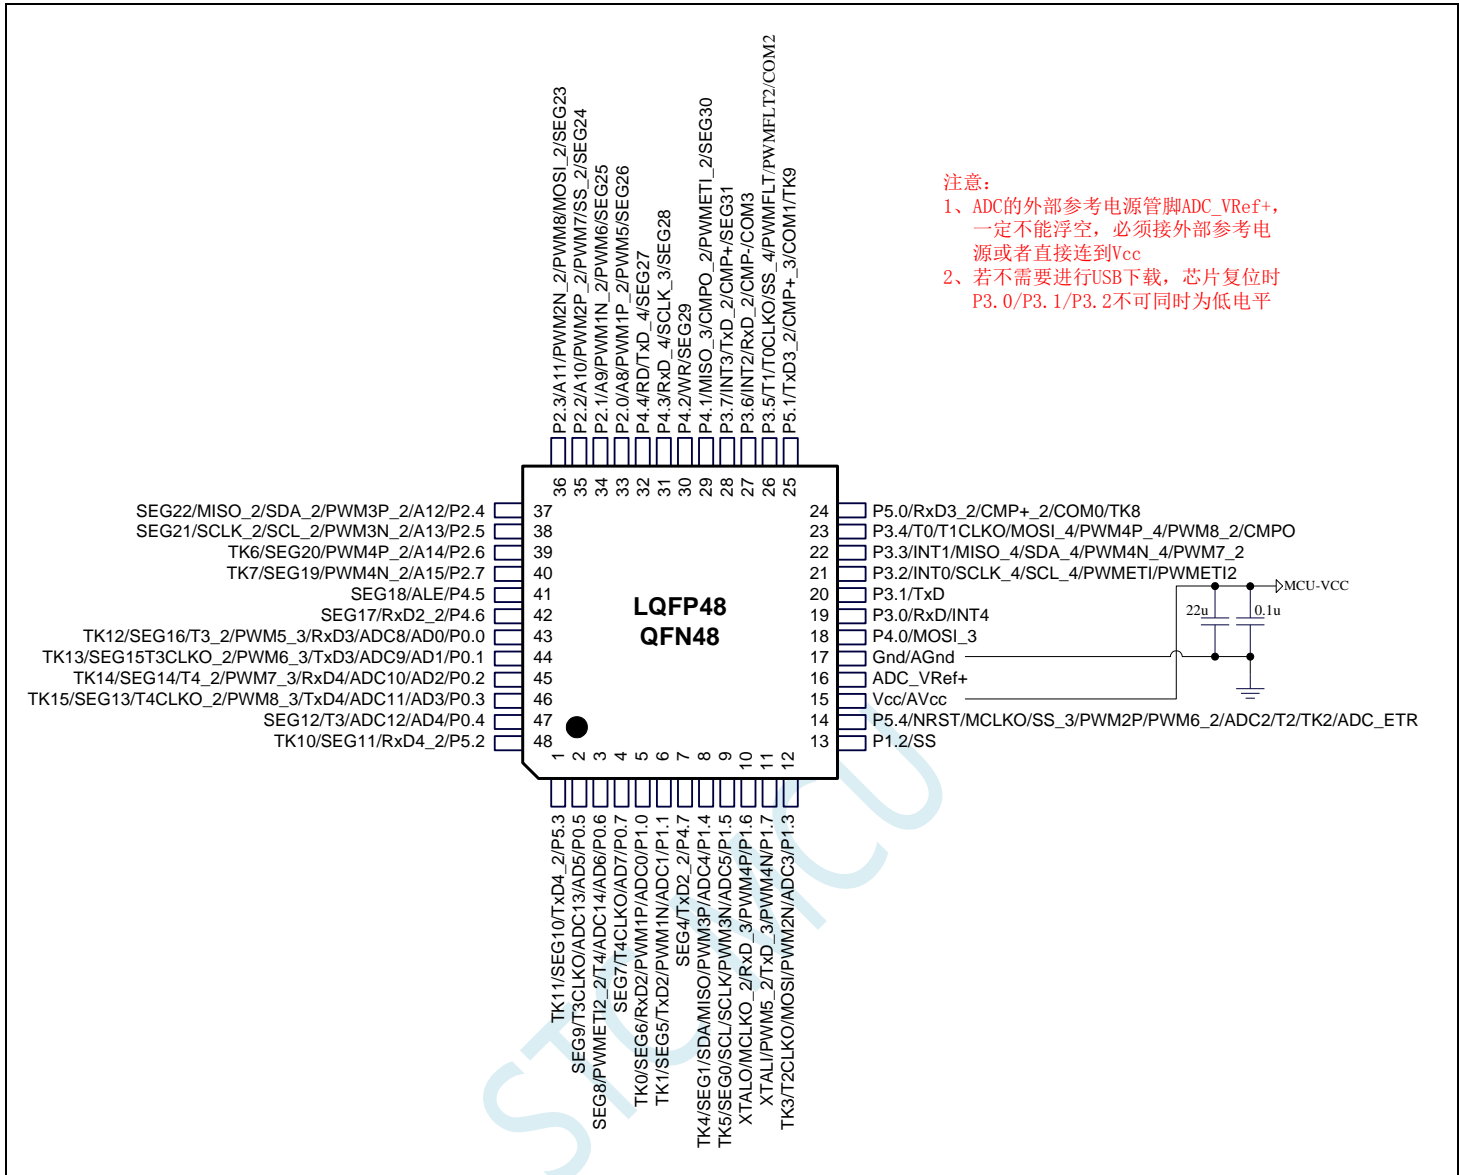 P2.3/A11/PWM2N_2/PWM8/MOSI_2/SEG23
P2.2/A10/PWM2P_2/PWM7/SS_2/SEG24
P2.1/A9/PWM1N_2/PWM6/SEG25
P2.0/A8/PWM1P_2/PWM5/SEG26
P4.4/RD/TxD_4/SEG27
P4.3/RxD_4/SCLK_3/SEG28
P4.2/WR/SEG29
P4.1/MISO_3/CMPO_2/PWMETI_2/SEG30
P3.7/INT3/TxD_2/CMP+/SEG31
P3.6/INT2/RxD_2/CMP-/COM3
P3.5/T1/T0CLKO/SS_4/PWMFLT/PWMFLT2/COM2
P5.1/TxD3_2/CMP+_3/COM1/TK9
注意：
1、ADC的外部参考电源管脚ADC_VRef+，
一定不能浮空，必须接外部参考电
源或者直接连到Vcc
2、若不需要进行USB下载，芯片复位时
P3.0/P3.1/P3.2不可同时为低电平
36 35 34 33 32 31 30 29 28 27 26 25
SEG22/MISO_2/SDA_2/PWM3P_2/A12/P2.4 37
SEG21/SCLK_2/SCL_2/PWM3N_2/A13/P2.5 38
TK6/SEG20/PWM4P_2/A14/P2.6 39
TK7/SEG19/PWM4N_2/A15/P2.7 40
SEG18/ALE/P4.5 41
SEG17/RxD2_2/P4.6 42
TK12/SEG16/T3_2/PWM5_3/RxD3/ADC8/AD0/P0.0 43
TK13/SEG15T3CLKO_2/PWM6_3/TxD3/ADC9/AD1/P0.1 44
TK14/SEG14/T4_2/PWM7_3/RxD4/ADC10/AD2/P0.2 45
TK15/SEG13/T4CLKO_2/PWM8_3/TxD4/ADC11/AD3/P0.3 46
SEG12/T3/ADC12/AD4/P0.4 47
TK10/SEG11/RxD4_2/P5.2 48
LQFP48
QFN48
24 P5.0/RxD3_2/CMP+_2/COM0/TK8
23 P3.4/T0/T1CLKO/MOSI_4/PWM4P_4/PWM8_2/CMPO
22 P3.3/INT1/MISO_4/SDA_4/PWM4N_4/PWM7_2
21 P3.2/INT0/SCLK_4/SCL_4/PWMETI/PWMETI2
20 P3.1/TxD
19 P3.0/RxD/INT4
18 P4.0/MOSI_3
17 Gnd/AGnd
16 ADC_VRef+
15 Vcc/AVcc
14 P5.4/NRST/MCLKO/SS_3/PWM2P/PWM6_2/ADC2/T2/TK2/ADC_ETR
13 P1.2/SS
MCU-VCC
22u
0.1u
1 2 3 4 5 6 7 8 9 10 11 12
TK11/SEG10/TxD4_2/P5.3
SEG9/T3CLKO/ADC13/AD5/P0.5
SEG8/PWMETI2_2/T4/ADC14/AD6/P0.6
SEG7/T4CLKO/AD7/P0.7
TK0/SEG6/RxD2/PWM1P/ADC0/P1.0
TK1/SEG5/TxD2/PWM1N/ADC1/P1.1
SEG4/TxD2_2/P4.7
TK4/SEG1/SDA/MISO/PWM3P/ADC4/P1.4
TK5/SEG0/SCL/SCLK/PWM3N/ADC5/P1.5
XTALO/MCLKO_2/RxD_3/PWM4P/P1.6
XTALI/PWM5_2/TxD_3/PWM4N/P1.7
TK3/T2CLKO/MOSI/PWM2N/ADC3/P1.3
STCMCU